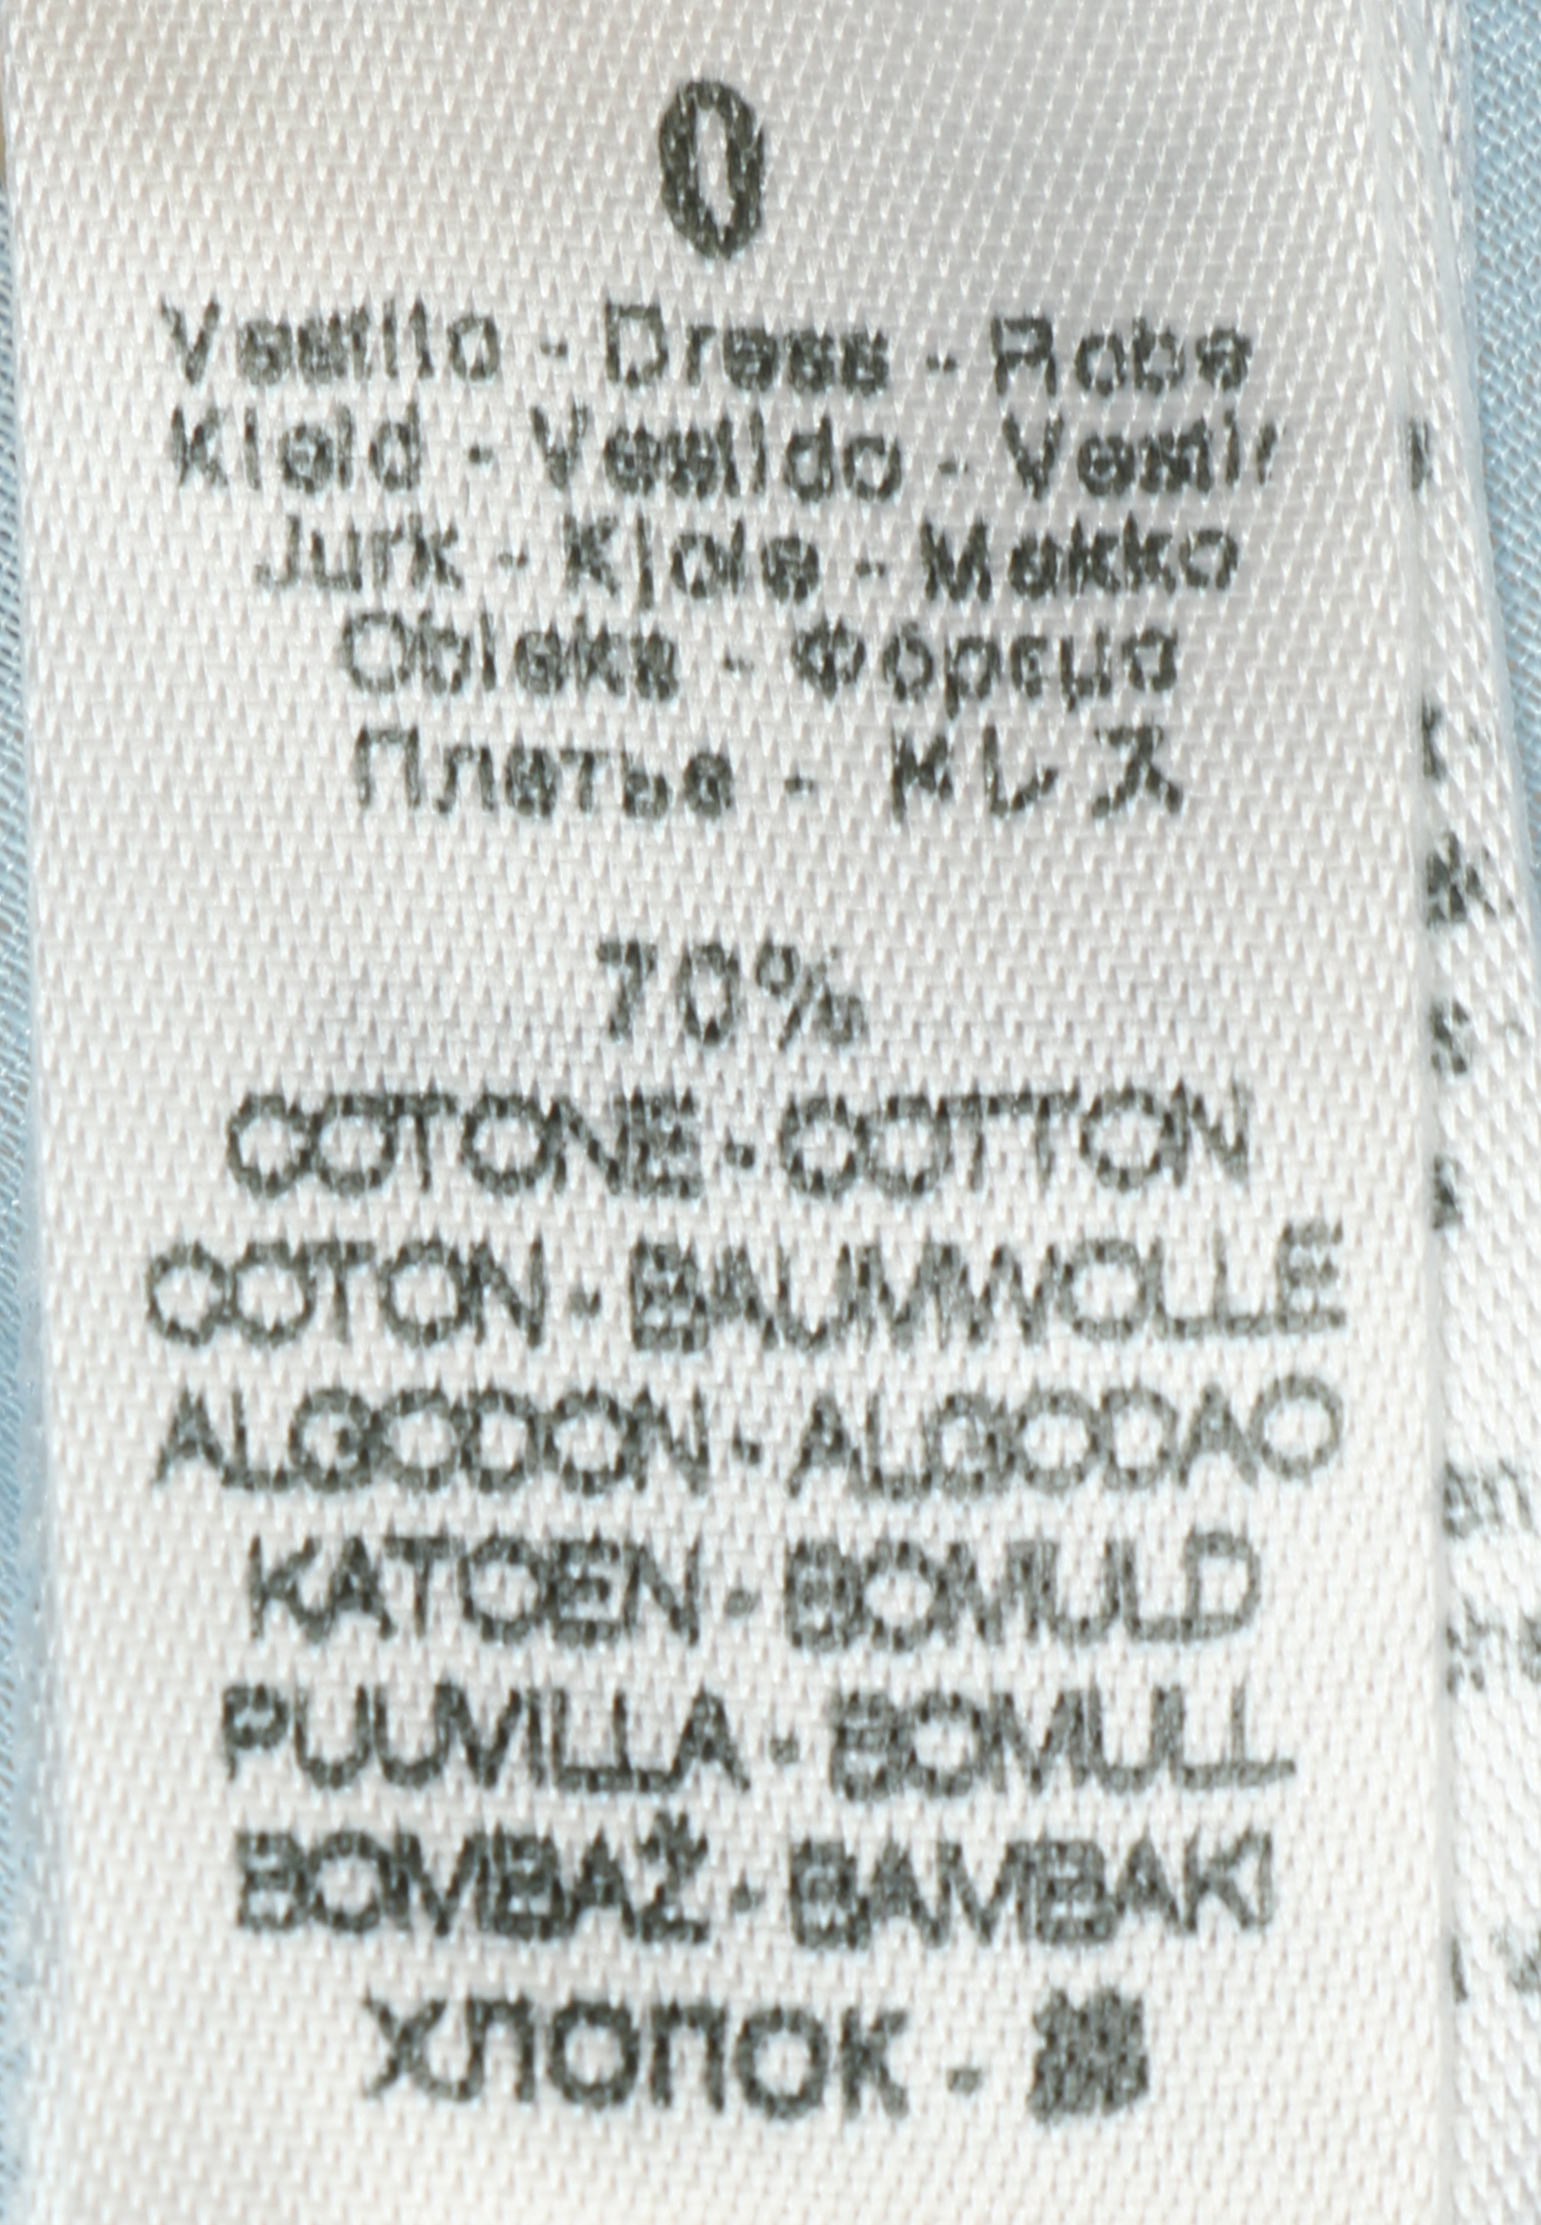 0
Vestito - Dress - Robe
Kleid - Vestido - Vestir
Jurk - Kjole - Mekko
Obleka - Φόρεμα
Платье - ドレス
70%
COTONE · COTTON
COTON · BAUMWOLLE
ALGODON · ALGODAO
KATOEN · BOMULD
PUUVILLA · BOMULL
BOMBAŽ · BAMBAKI
ХЛОПОК · 綿